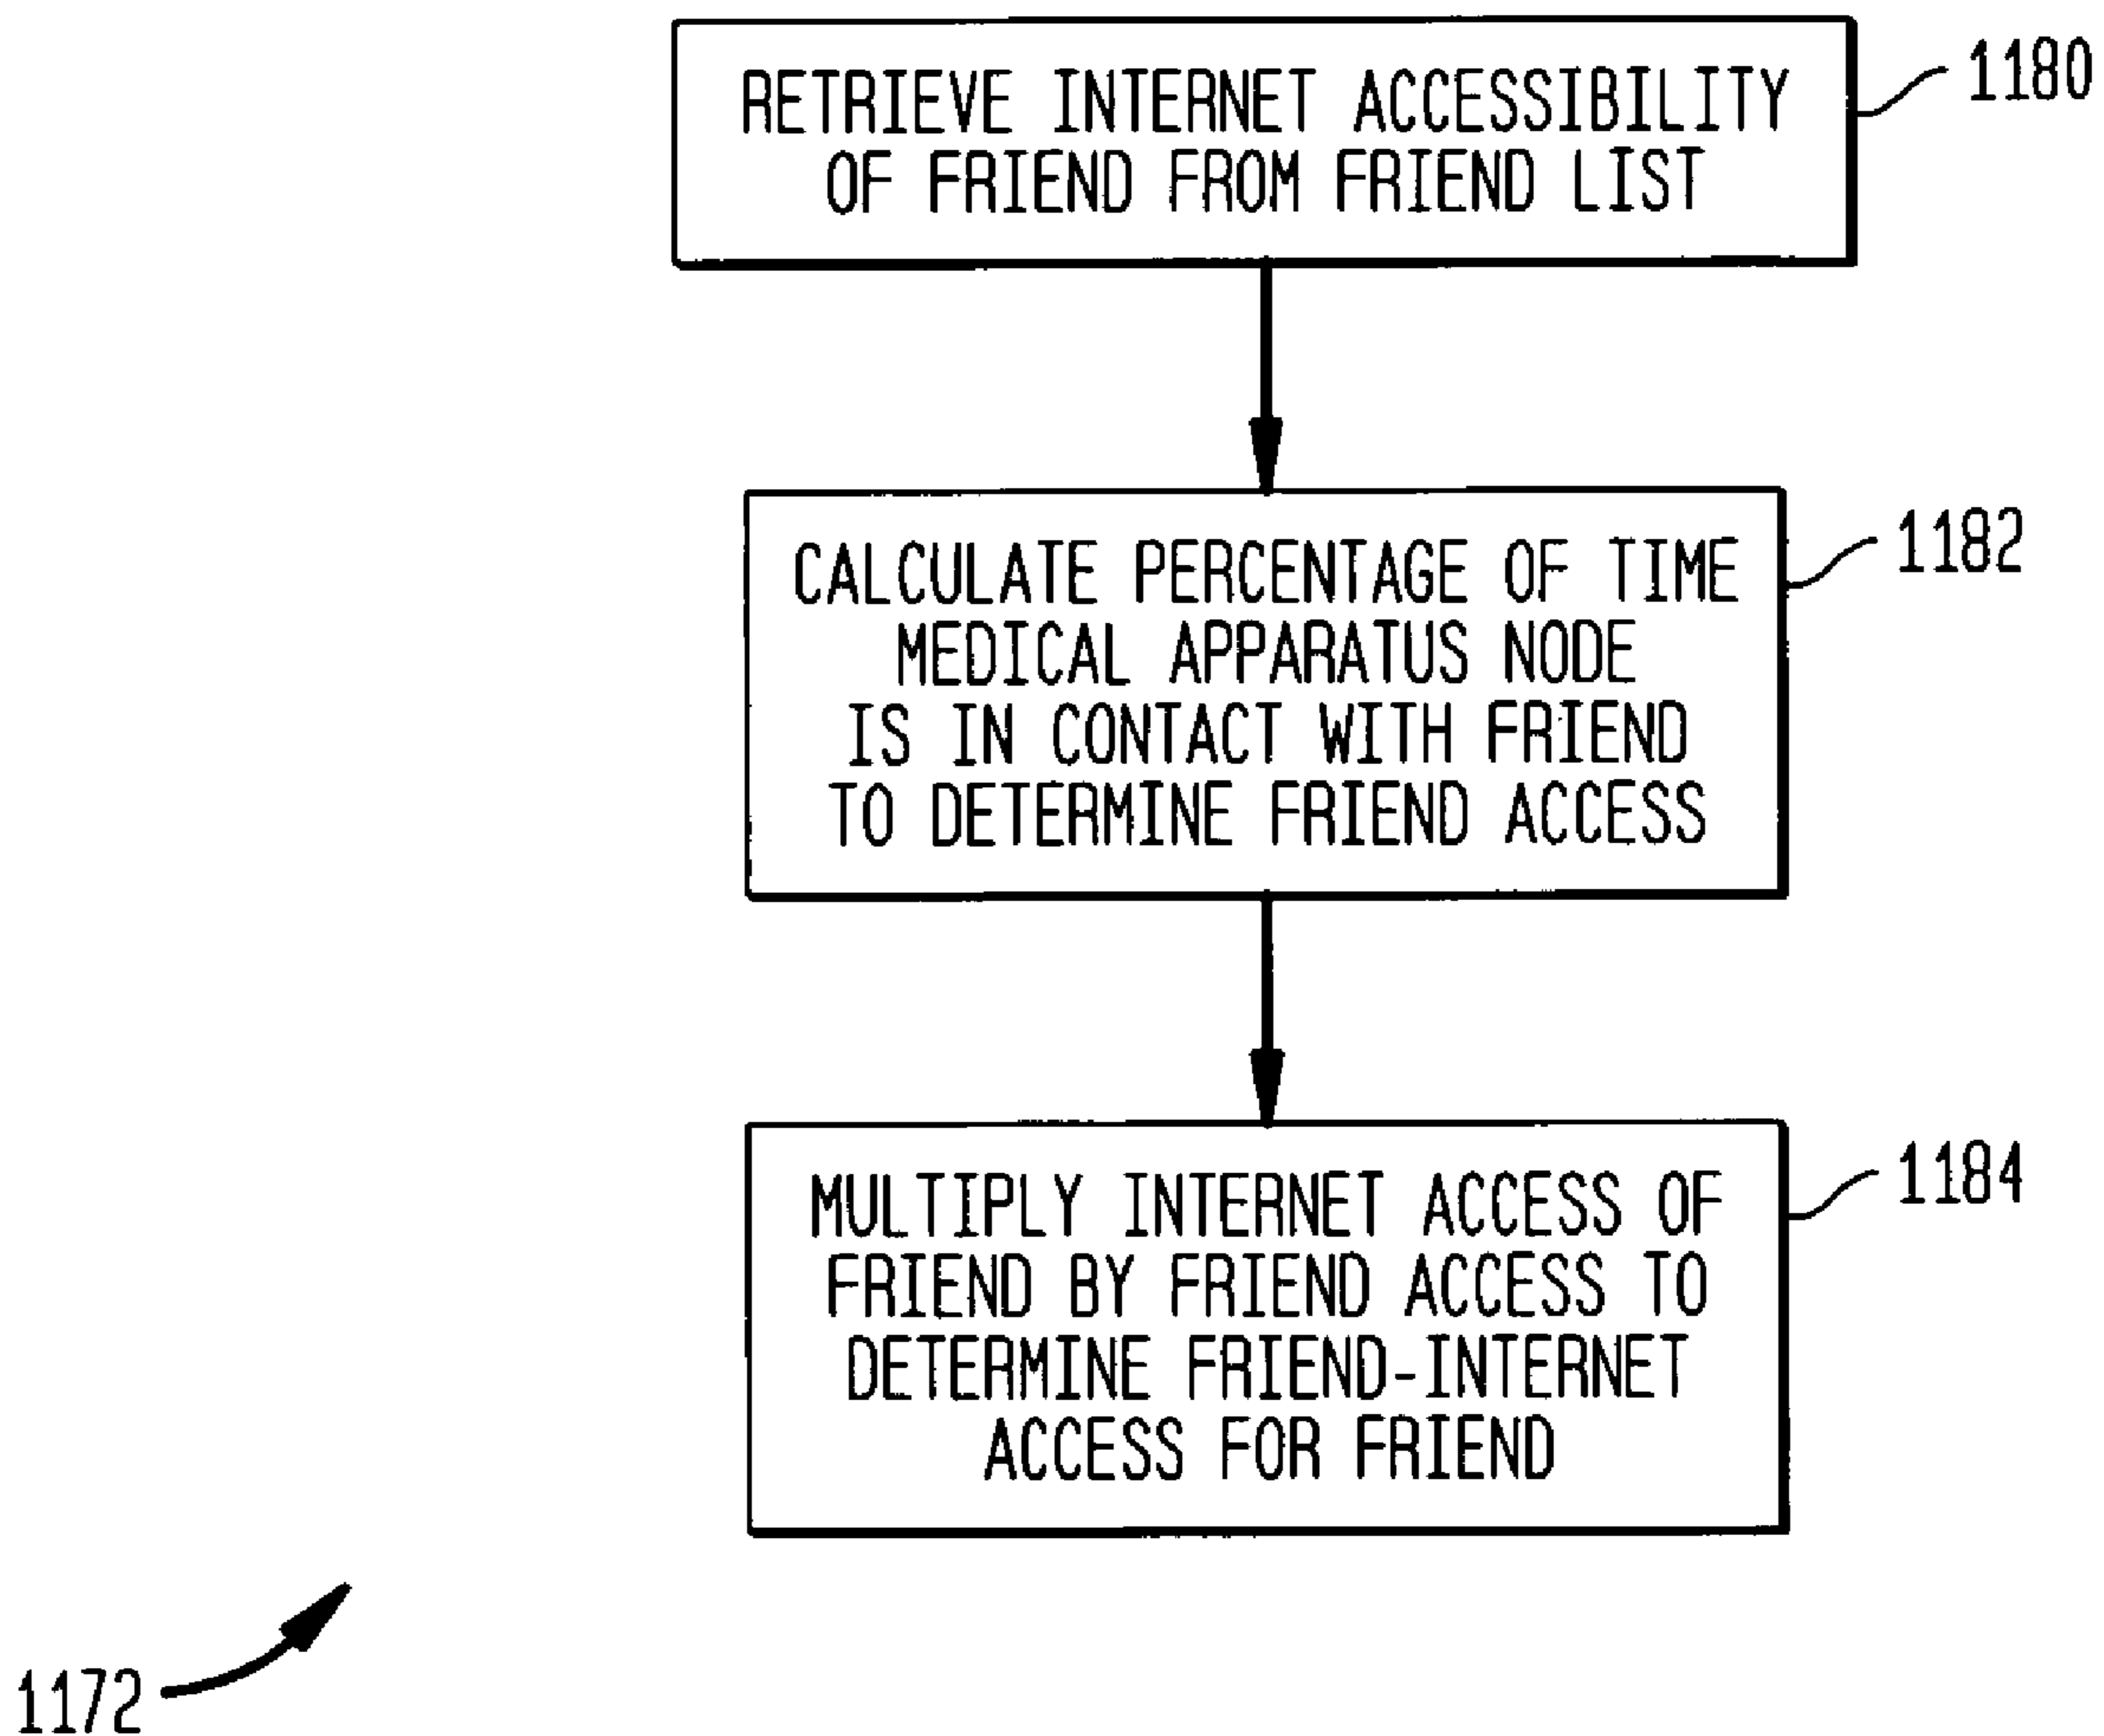 RETRIEVE INTERNET ACCESSIBILITY
OF FRIEND FROM FRIEND LIST
1180
CALCULATE PERCENTAGE OF TIME
MEDICAL APPARATUS NODE
IS IN CONTACT WITH FRIEND
TO DETERMINE FRIEND ACCESS
1182
MULTIPLY INTERNET ACCESS OF
FRIEND BY FRIEND ACCESS TO
DETERMINE FRIEND-INTERNET
ACCESS FOR FRIEND
1184
1172